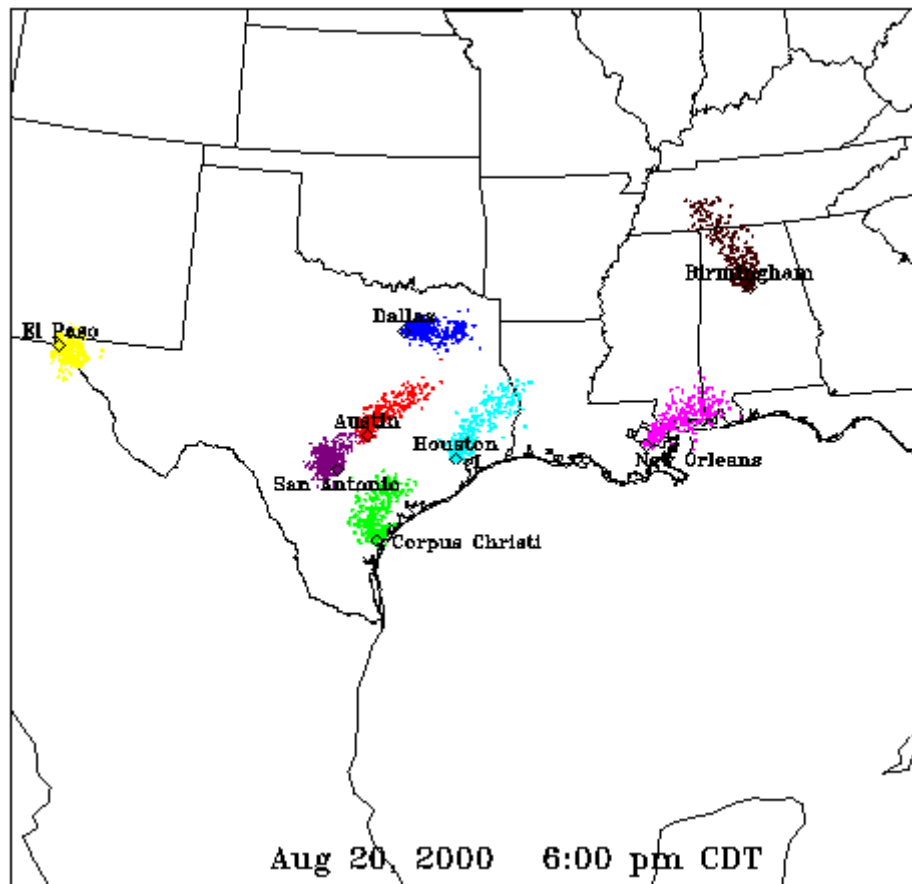 Birmingham
Dallas
El Paso
Austin
Houston
New Orleans
San Antonio
Corpus Christi
Aug 20, 2000 6:00 pm CDT